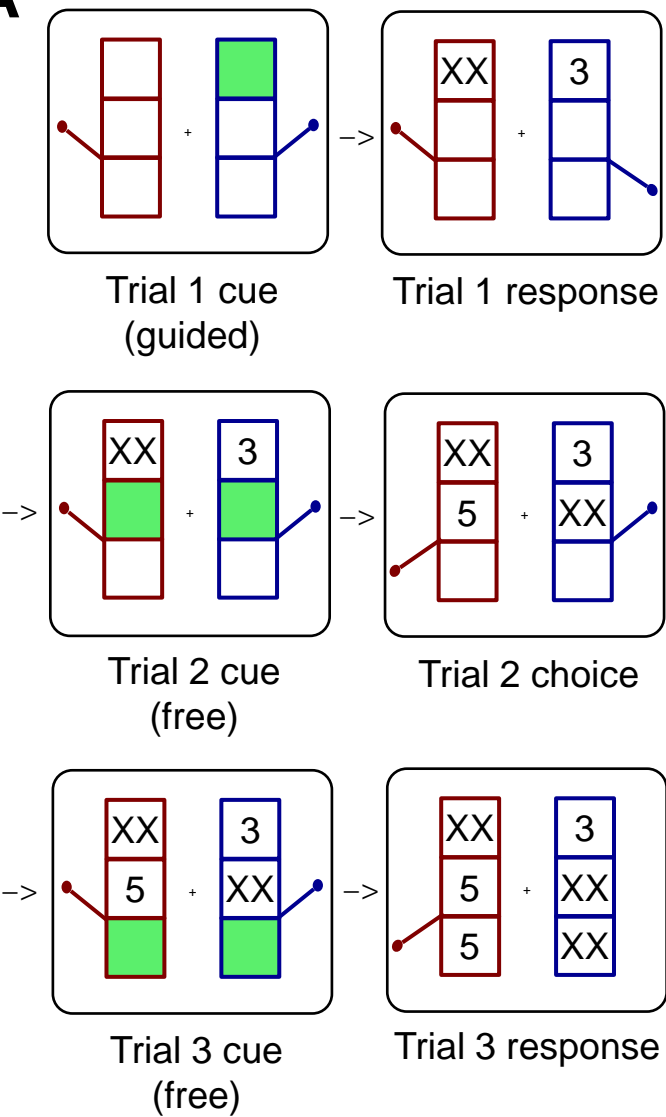 A
XX 3
+ + 
–>
Trial 1 cue
(guided)
Trial 1 response
XX 3 XX 3
–> + –> 5 + XX
Trial 2 cue
(free)
Trial 2 choice
XX 3 XX 3
–> 5 + XX –> 5 + XX
5 XX
Trial 3 cue
(free)
Trial 3 response